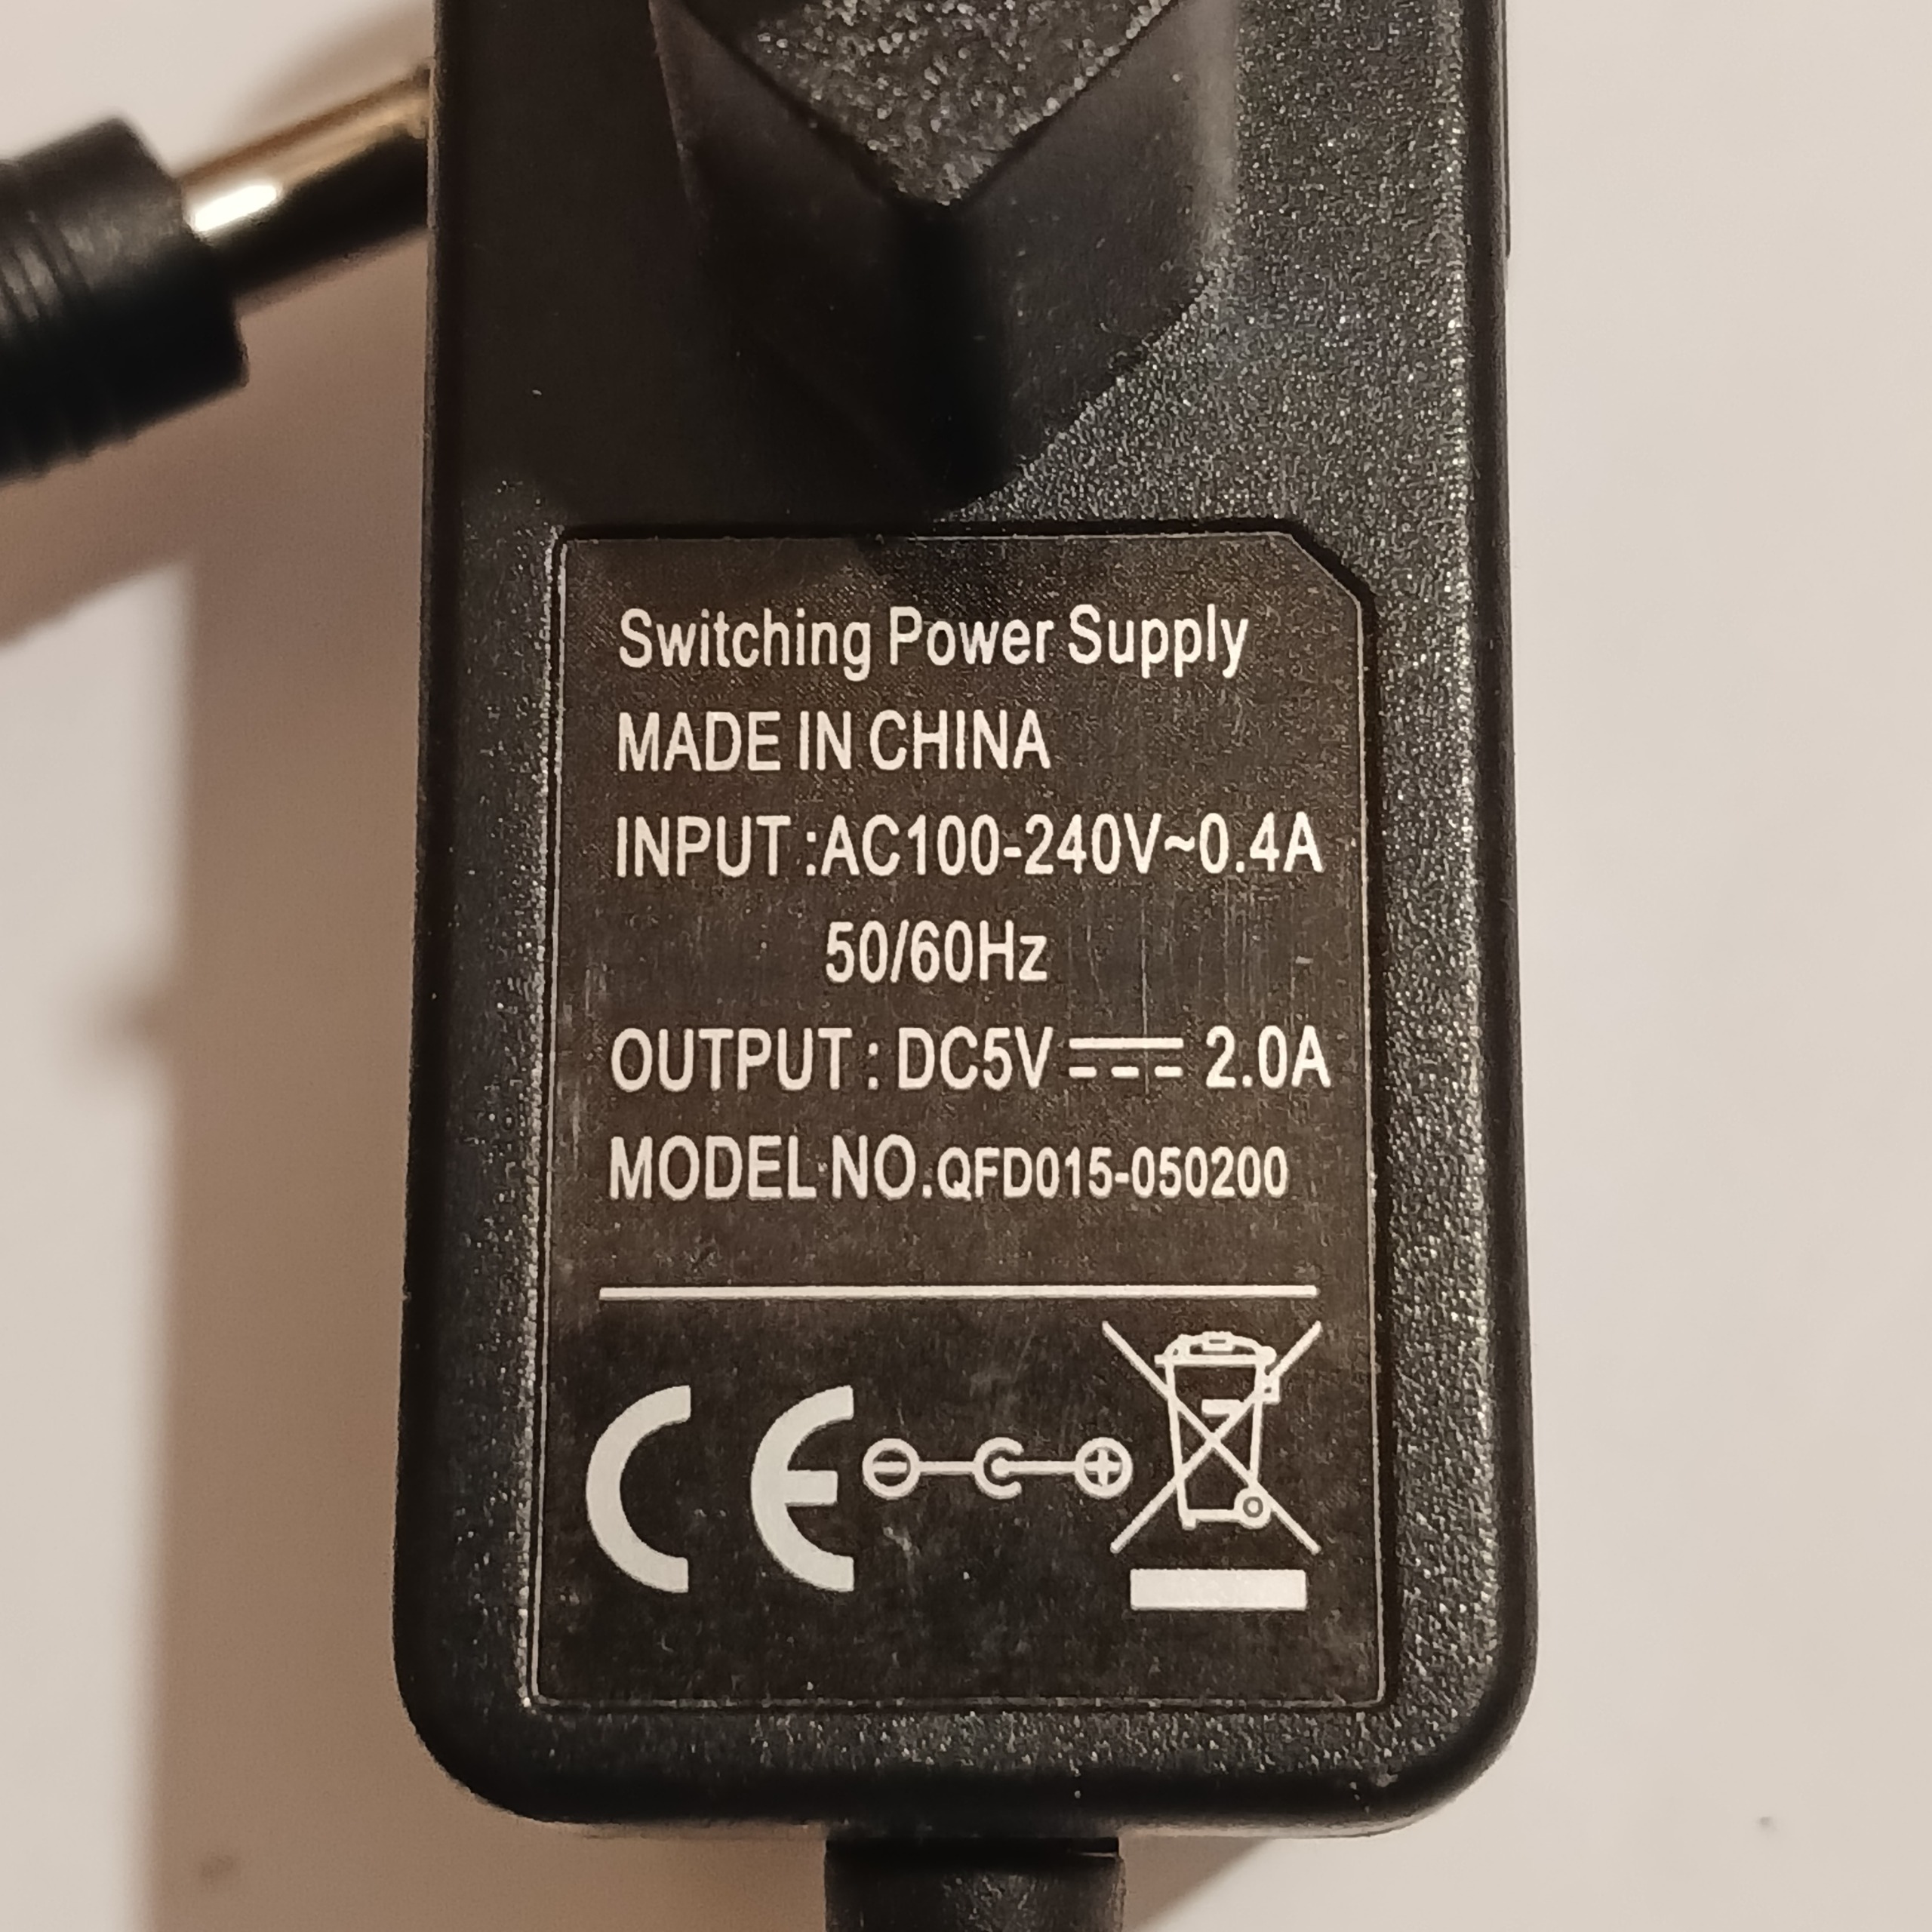 Switching Power Supply
MADE IN CHINA
INPUT :AC100-240V~0.4A
50/60Hz
OUTPUT : DC5V ⎓ 2.0A
MODEL NO.QFD015-050200
CE